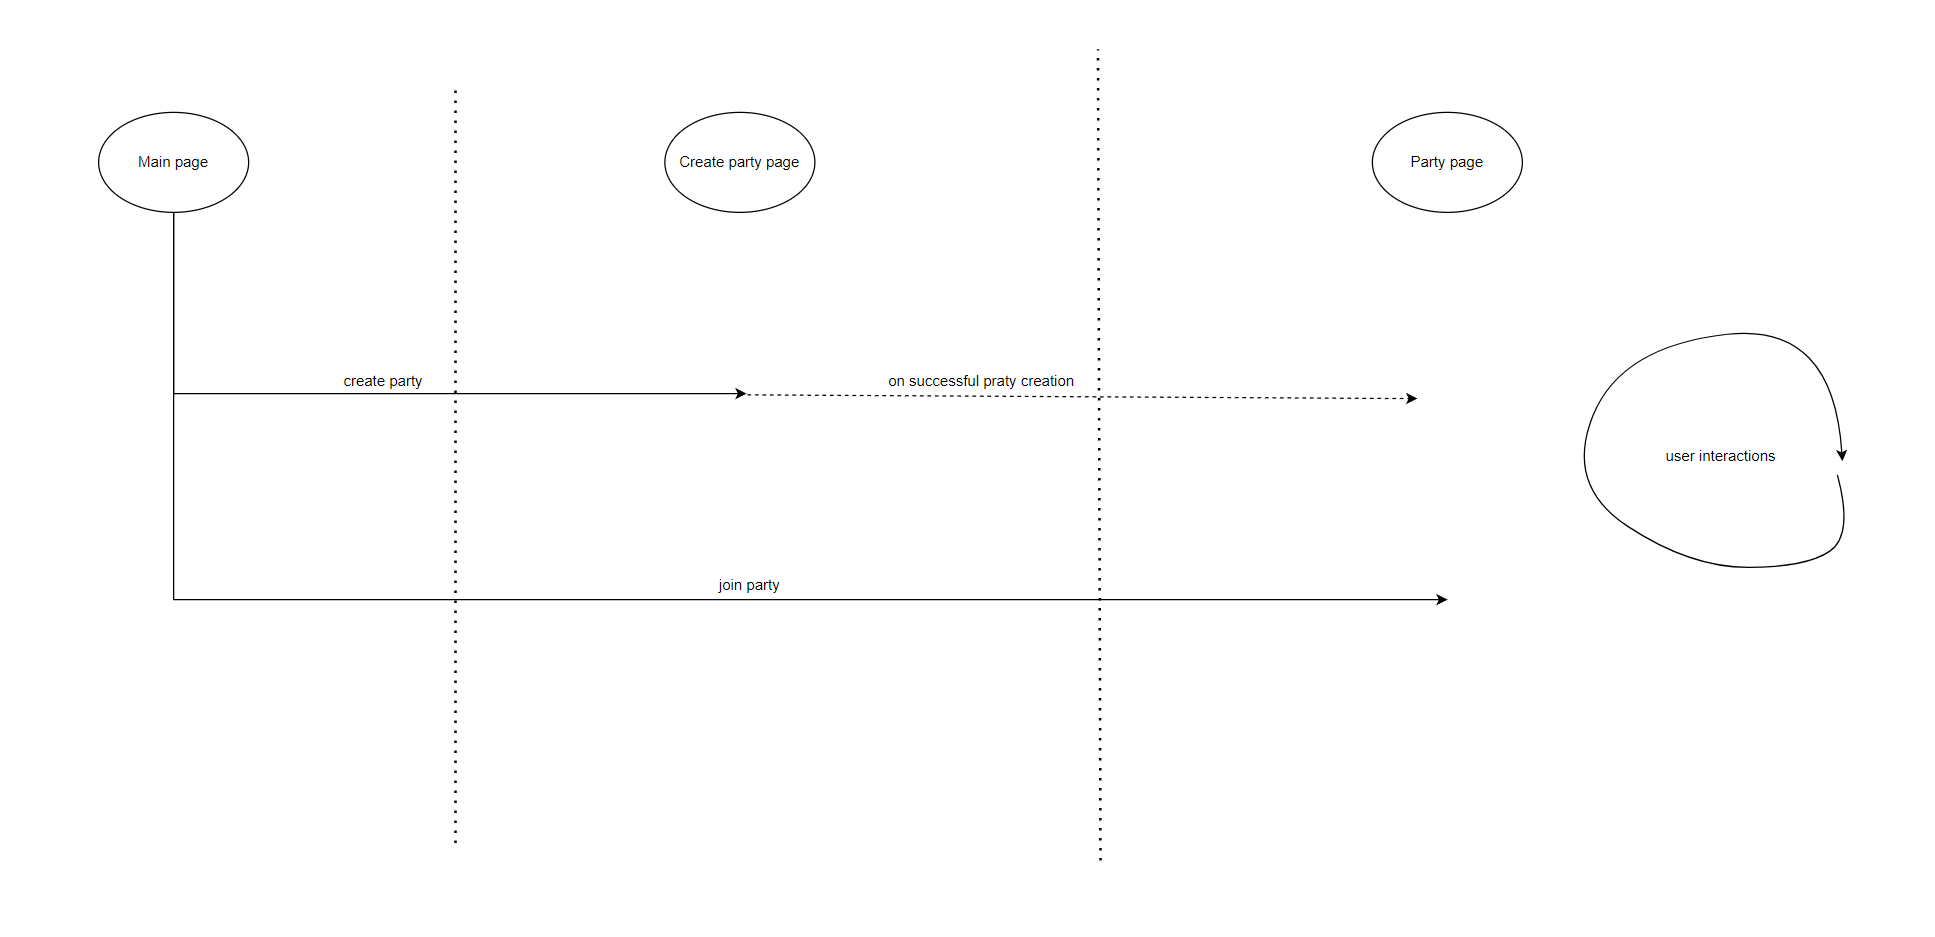 Main page
Create party page
Party page
create party
on successful praty creation
user interactions
join party